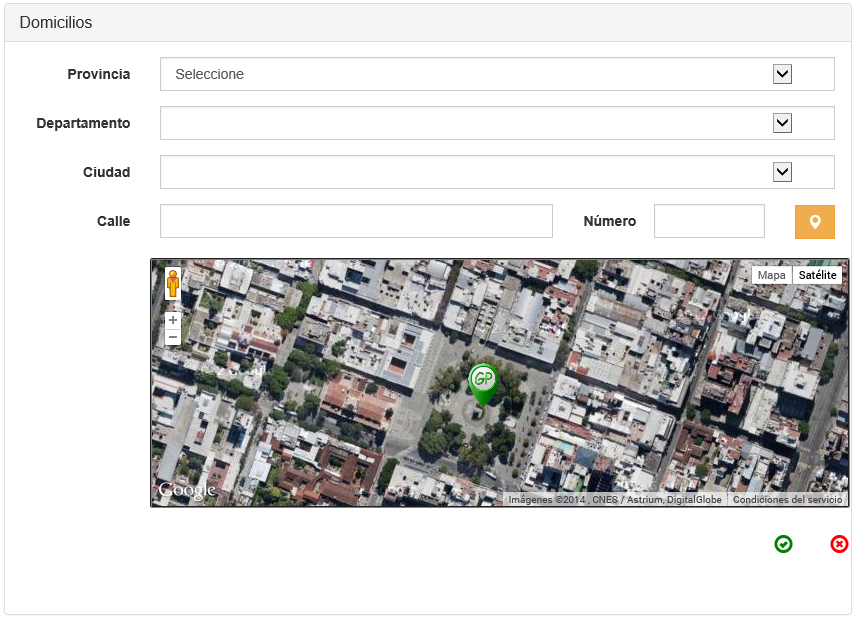 Domicilios
Provincia Seleccione
Departamento
Ciudad
Calle Número
Mapa Satélite
+
GP
−
Google Imágenes ©2014 , CNES / Astrium, DigitalGlobe Condiciones del servicio